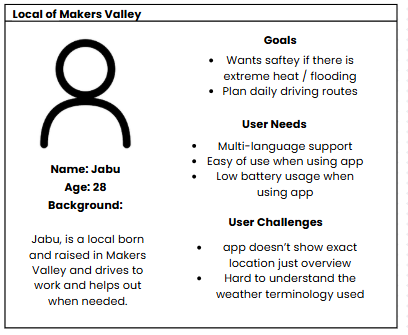 Local of Makers Valley
Name: Jabu
Age: 28
Background:
Jabu, is a local born
and raised in Makers
Valley and drives to
work and helps out
when needed.
Goals
• Wants saftey if there is
extreme heat / flooding
• Plan daily driving routes
User Needs
• Multi-language support
• Easy of use when using app
• Low battery usage when
using app
User Challenges
• app doesn't show exact
location just overview
• Hard to understand the
weather terminology used